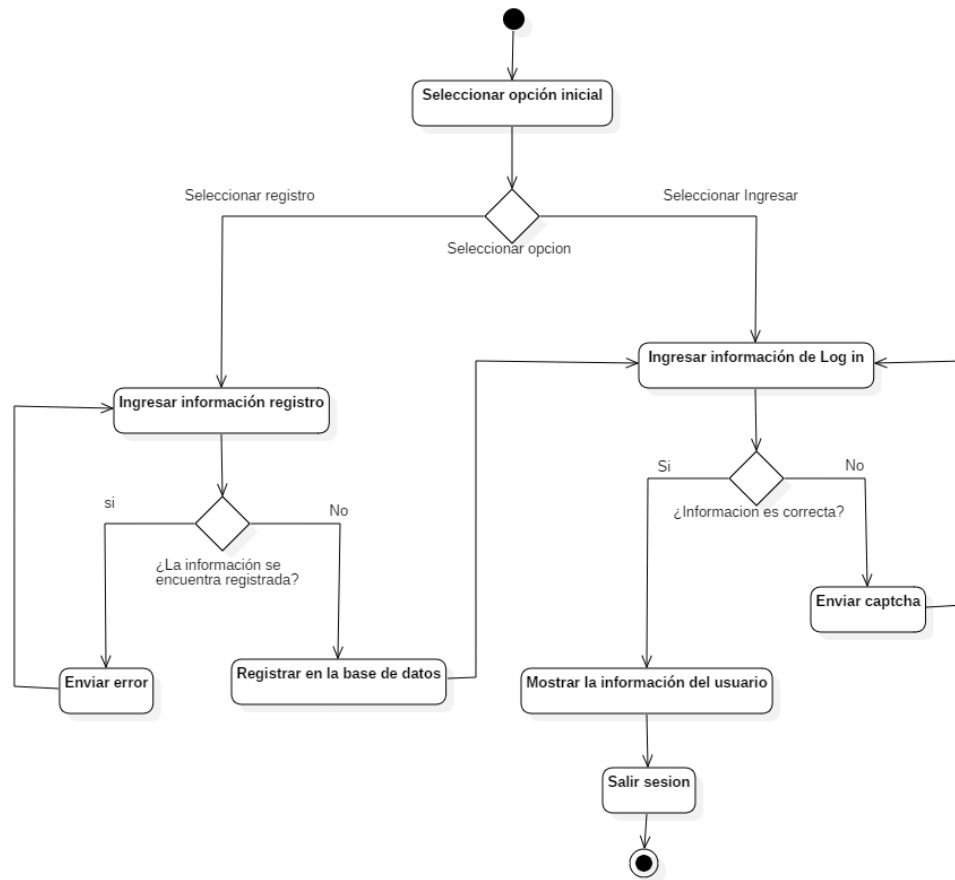 Seleccionar opción inicial
Seleccionar registro
Seleccionar Ingresar
Seleccionar opcion
Ingresar información de Log in
Ingresar información registro
Si
No
¿Informacion es correcta?
si
No
¿La información se
encuentra registrada?
Enviar captcha
Enviar error
Registrar en la base de datos
Mostrar la información del usuario
Salir sesion